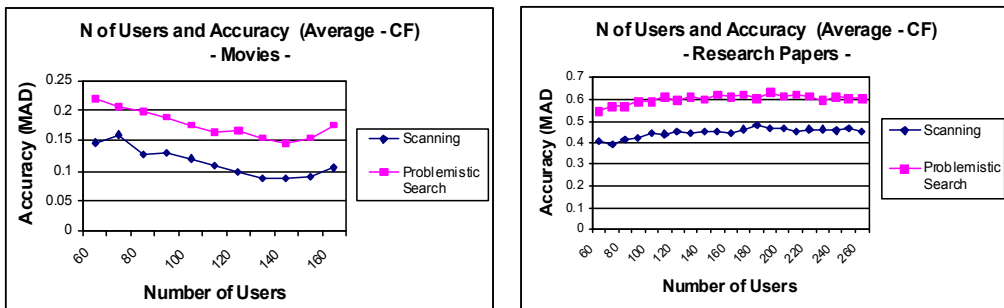 N of Users and Accuracy (Average - CF)
- Movies -
Accuracy (MAD)
0.25
0.2
0.15
0.1
0.05
0
60
80
100
120
140
160
Number of Users
Scanning
Problemistic
Search
N of Users and Accuracy (Average - CF)
- Research Papers -
Accuracy (MAD
0.7
0.6
0.5
0.4
0.3
0.2
0.1
0
60
80
100
120
140
160
180
200
220
240
260
Number of Users
Scanning
Problemistic
Search